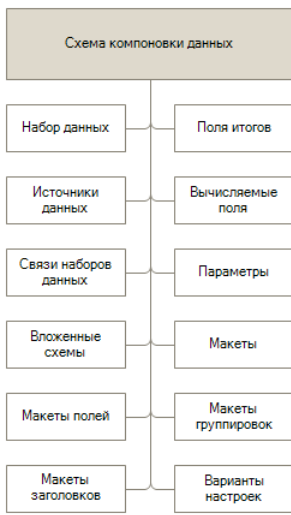 Схема компоновки данных
Набор данных
Поля итогов
Источники
данных
Вычисляемые
поля
Связи наборов
данных
Параметры
Вложенные
схемы
Макеты
Макеты полей
Макеты
группировок
Макеты
заголовков
Варианты
настроек